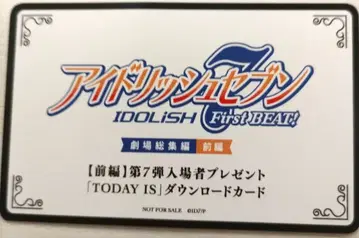 アイドリッシュセブン
IDOLiSH 7 First BEAT!
劇場総集編 前編
【前編】第7弾入場者プレゼント
「TODAY IS」ダウンロードカード
NOT FOR SALE ©BNOI/IDOLiSH7